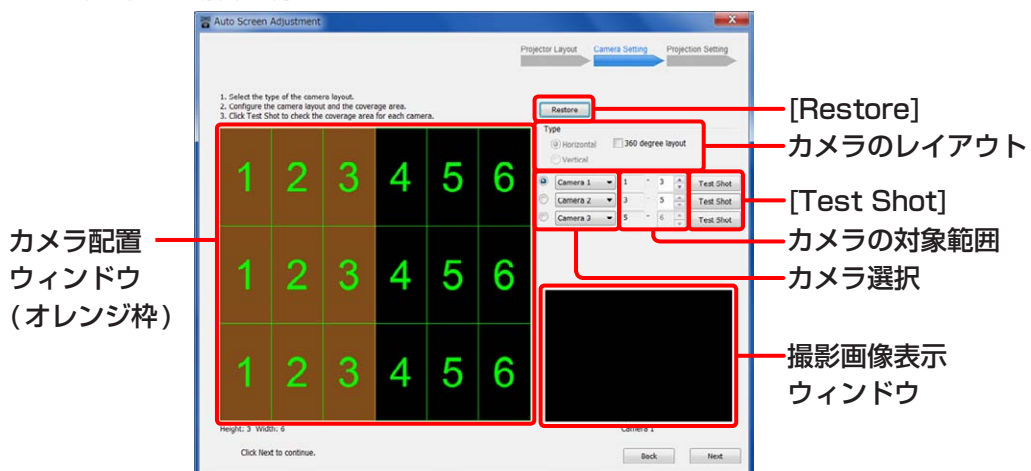 Auto Screen Adjustment
Projector Layout
Camera Setting
Projection Setting
1. Select the type of the camera layout.
2. Configure the camera layout and the coverage area.
3. Click Test Shot to check the coverage area for each camera.
Restore
[Restore]
Type
Horizontal
360 degree layout
Vertical
カメラのレイアウト
Camera 1
1 - 3
Test Shot
Camera 2
3 - 5
Test Shot
Camera 3
5 - 6
Test Shot
[Test Shot]
カメラの対象範囲
カメラ選択
カメラ配置
ウィンドウ
(オレンジ枠)
1 2 3 4 5 6
1 2 3 4 5 6
1 2 3 4 5 6
撮影画像表示
ウィンドウ
Height: 3 Width: 6
Camera 1
Click Next to continue.
Back
Next